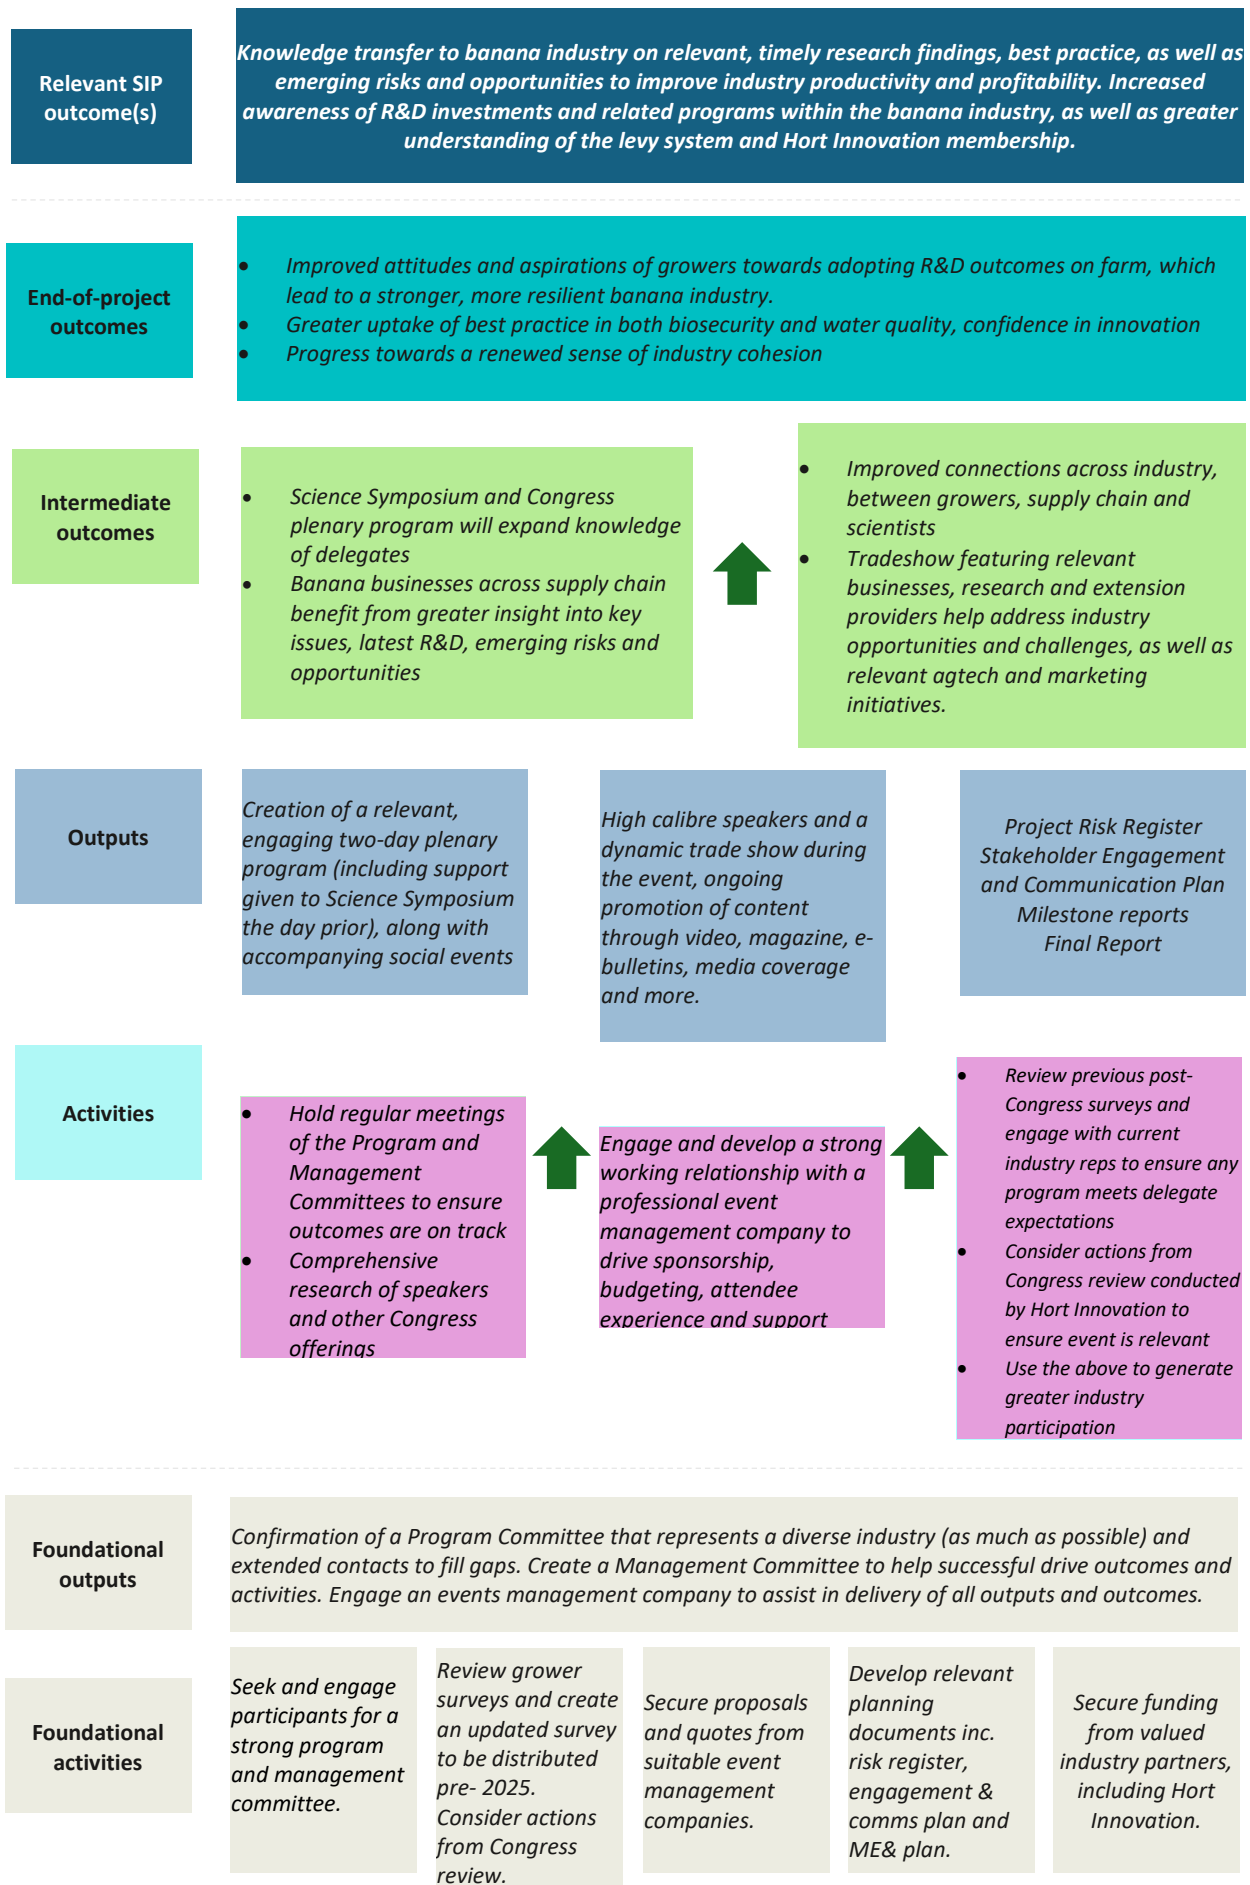 Relevant SIP
outcome(s)
Knowledge transfer to banana industry on relevant, timely research findings, best practice, as well as
emerging risks and opportunities to improve industry productivity and profitability. Increased
awareness of R&D investments and related programs within the banana industry, as well as greater
understanding of the levy system and Hort Innovation membership.
End-of-project
outcomes
• Improved attitudes and aspirations of growers towards adopting R&D outcomes on farm, which
lead to a stronger, more resilient banana industry.
• Greater uptake of best practice in both biosecurity and water quality, confidence in innovation
• Progress towards a renewed sense of industry cohesion
Intermediate
outcomes
• Science Symposium and Congress
plenary program will expand knowledge
of delegates
• Banana businesses across supply chain
benefit from greater insight into key
issues, latest R&D, emerging risks and
opportunities
• Improved connections across industry,
between growers, supply chain and
scientists
• Tradeshow featuring relevant
businesses, research and extension
providers help address industry
opportunities and challenges, as well as
relevant agtech and marketing
initiatives.
Outputs
Creation of a relevant,
engaging two-day plenary
program (including support
given to Science Symposium
the day prior), along with
accompanying social events
High calibre speakers and a
dynamic trade show during
the event, ongoing
promotion of content
through video, magazine, e-
bulletins, media coverage
and more.
Project Risk Register
Stakeholder Engagement
and Communication Plan
Milestone reports
Final Report
Activities
• Hold regular meetings
of the Program and
Management
Committees to ensure
outcomes are on track
• Comprehensive
research of speakers
and other Congress
offerings
Engage and develop a strong
working relationship with a
professional event
management company to
drive sponsorship,
budgeting, attendee
experience and support
• Review previous post-
Congress surveys and
engage with current
industry reps to ensure any
program meets delegate
expectations
• Consider actions from
Congress review conducted
by Hort Innovation to
ensure event is relevant
• Use the above to generate
greater industry
participation
Foundational
outputs
Confirmation of a Program Committee that represents a diverse industry (as much as possible) and
extended contacts to fill gaps. Create a Management Committee to help successful drive outcomes and
activities. Engage an events management company to assist in delivery of all outputs and outcomes.
Foundational
activities
Seek and engage
participants for a
strong program
and management
committee.
Review grower
surveys and create
an updated survey
to be distributed
pre- 2025.
Consider actions
from Congress
review.
Secure proposals
and quotes from
suitable event
management
companies.
Develop relevant
planning
documents inc.
risk register,
engagement &
comms plan and
ME& plan.
Secure funding
from valued
industry partners,
including Hort
Innovation.